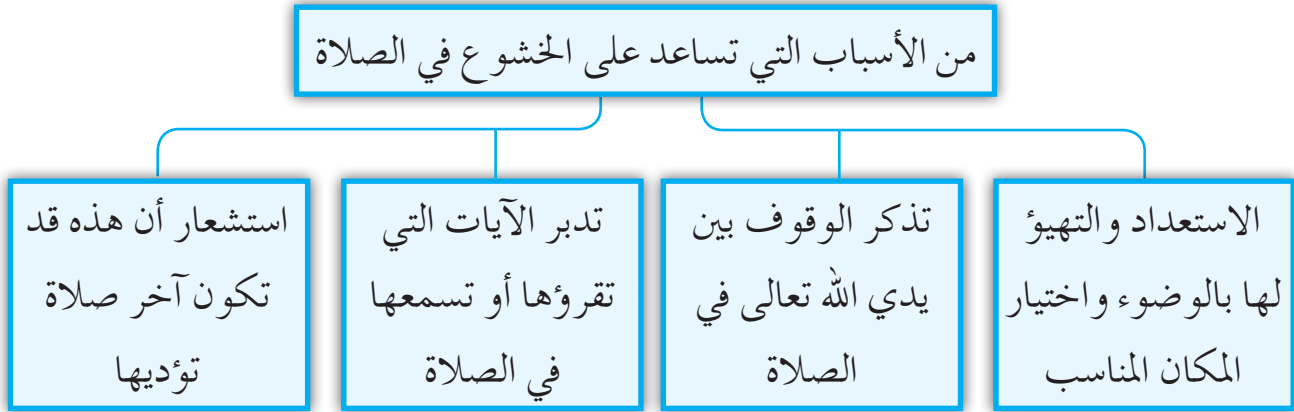 من الأسباب التي تساعد على الخشوع في الصلاة
الاستعداد والتهيؤ
لها بالوضوء واختيار
المكان المناسب
تذكر الوقوف بين
يدي الله تعالى في
الصلاة
تدبر الآيات التي
تقرؤها أو تسمعها
في الصلاة
استشعار أن هذه قد
تكون آخر صلاة
تؤديها